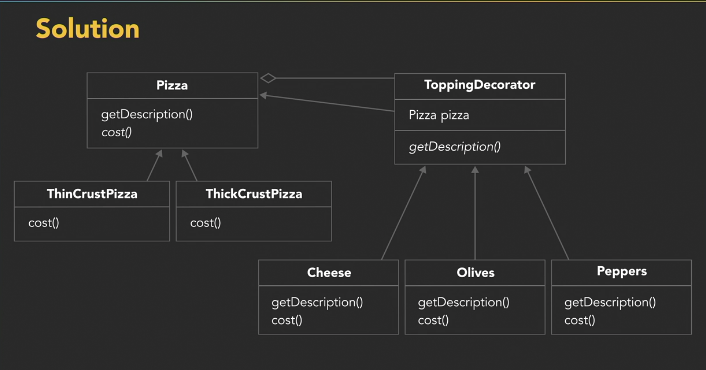 Solution
Pizza
getDescription()
cost()
ToppingDecorator
Pizza pizza
getDescription()
ThinCrustPizza
cost()
ThickCrustPizza
cost()
Cheese
getDescription()
cost()
Olives
getDescription()
cost()
Peppers
getDescription()
cost()